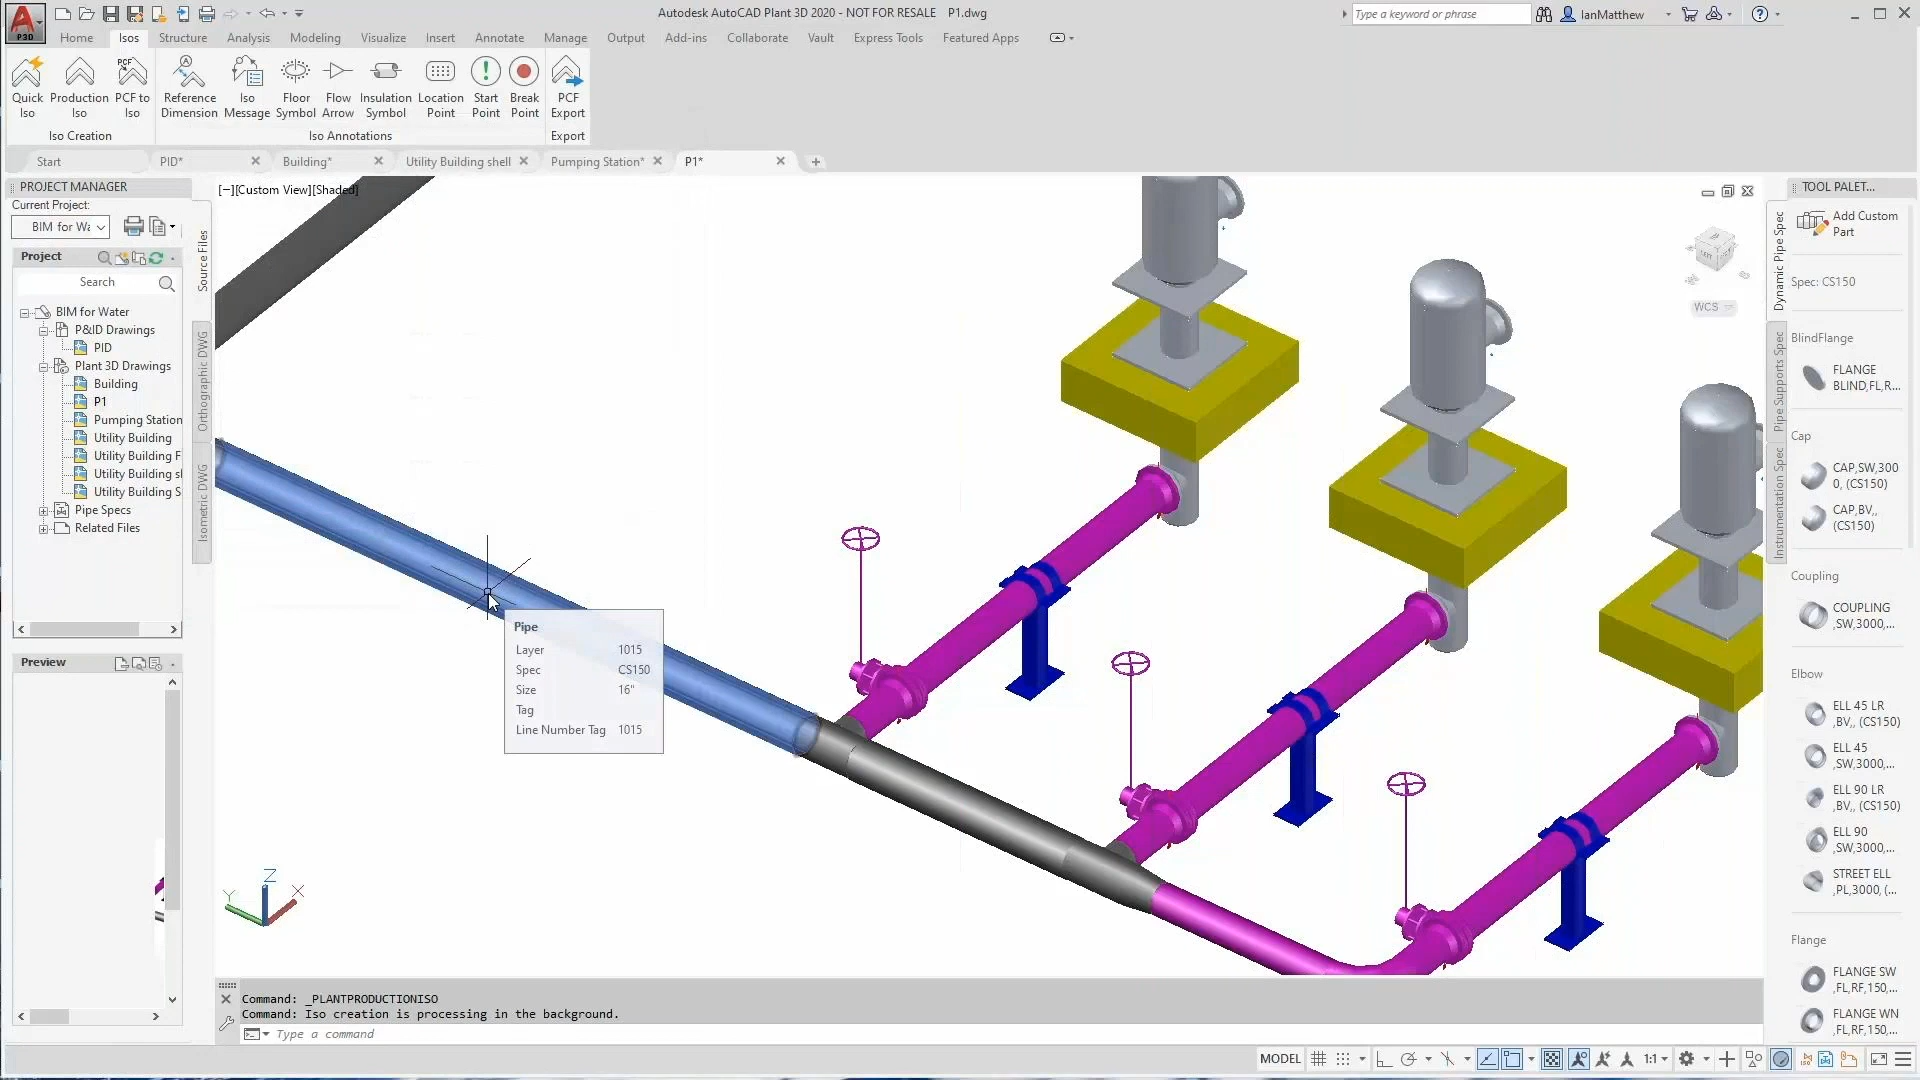 Autodesk AutoCAD Plant 3D 2020 - NOT FOR RESALE P1.dwg
Type a keyword or phrase
IanMatthew
P3D
Home Isos Structure Analysis Modeling Visualize Insert Annotate Manage Output Add-ins Collaborate Vault Express Tools Featured Apps
PCF
Quick Iso
Production Iso
PCF to Iso
Reference Dimension
Iso Message
Floor Symbol
Flow Arrow
Insulation Symbol
Location Point
Start Point
Break Point
PCF Export
Iso Creation
Iso Annotations
Export
Start PID* Building* Utility Building shell Pumping Station* P1*
PROJECT MANAGER
Current Project:
BIM for Wa
Project
Search
BIM for Water
P&ID Drawings
PID
Plant 3D Drawings
Building
P1
Pumping Station
Utility Building
Utility Building F
Utility Building sl
Utility Building S
Pipe Specs
Related Files
Source Files
Orthographic DWG
Isometric DWG
Preview
[−][Custom View][Shaded]
LEFT
WCS
Pipe
Layer 1015
Spec CS150
Size 16"
Tag
Line Number Tag 1015
Z
Y
X
Command: _PLANTPRODUCTIONISO
Command: Iso creation is processing in the background.
Type a command
MODEL
1:1
TOOL PALET...
Dynamic Pipe Spec
Pipe Supports Spec
Instrumentation Spec
Add Custom
Part
Spec: CS150
BlindFlange
FLANGE
BLIND,FL,R...
Cap
CAP,SW,300
0, (CS150)
CAP,BV,,
(CS150)
Coupling
COUPLING
,SW,3000,...
Elbow
ELL 45 LR
,BV,, (CS150)
ELL 45
,SW,3000,...
ELL 90 LR
,BV,, (CS150)
ELL 90
,SW,3000,...
STREET ELL
,PL,3000, (...
Flange
FLANGE SW
,FL,RF,150,...
FLANGE WN
,FL,RF,150,...